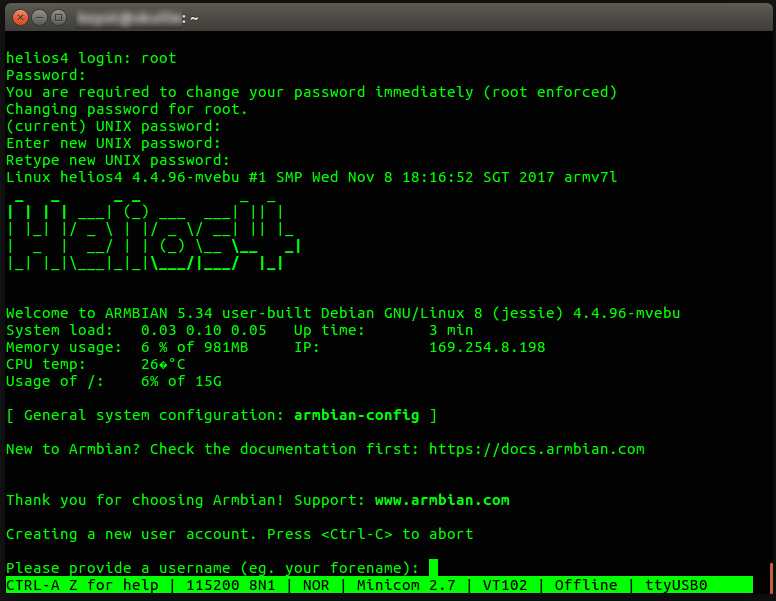 :~
helios4 login: root
Password:
You are required to change your password immediately (root enforced)
Changing password for root.
(current) UNIX password:
Enter new UNIX password:
Retype new UNIX password:
Linux helios4 4.4.96-mvebu #1 SMP Wed Nov 8 18:16:52 SGT 2017 armv7l
Helios4
Welcome to ARMBIAN 5.34 user-built Debian GNU/Linux 8 (jessie) 4.4.96-mvebu
System load:   0.03 0.10 0.05   Up time:       3 min
Memory usage:  6 % of 981MB     IP:            169.254.8.198
CPU temp:      26�°C
Usage of /:    6% of 15G
[ General system configuration: armbian-config ]
New to Armbian? Check the documentation first: https://docs.armbian.com
Thank you for choosing Armbian! Support: www.armbian.com
Creating a new user account. Press <Ctrl-C> to abort
Please provide a username (eg. your forename):
CTRL-A Z for help | 115200 8N1 | NOR | Minicom 2.7 | VT102 | Offline | ttyUSB0